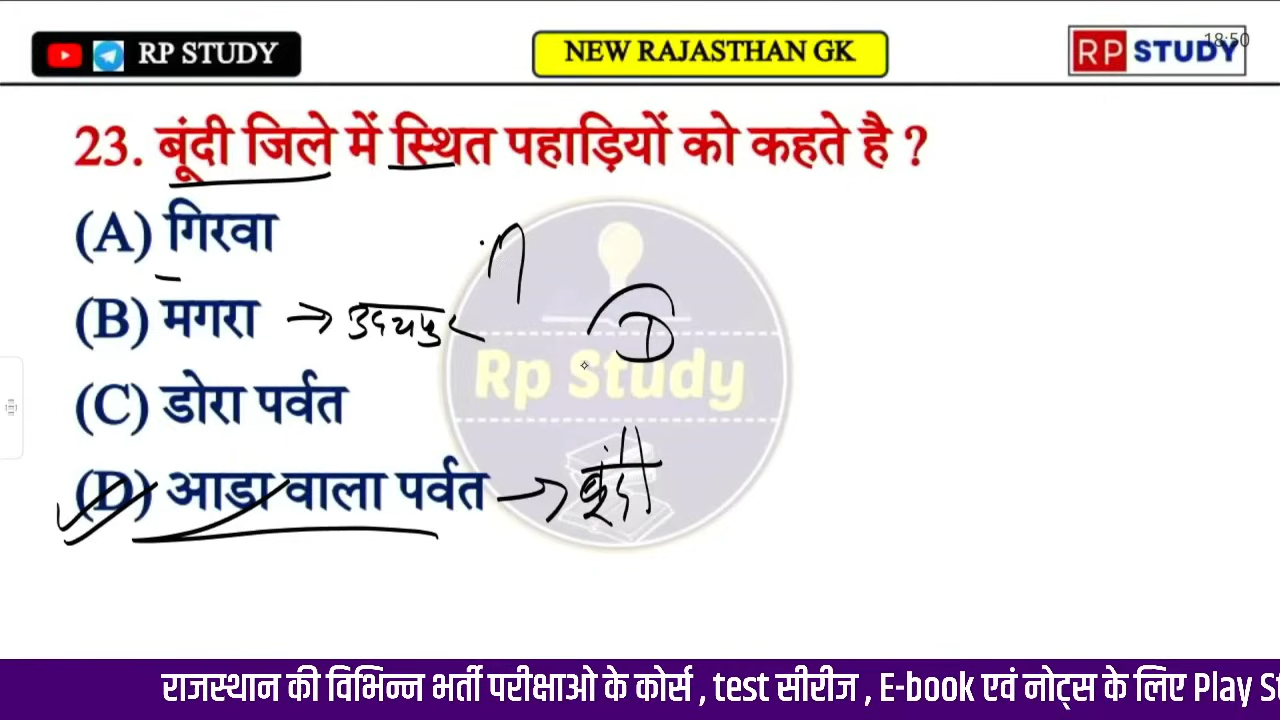 RP STUDY
NEW RAJASTHAN GK
RP STUDY
18:50
23. बूंदी जिले में स्थित पहाड़ियों को कहते है ?
(A) गिरवा
(B) मगरा → उदयपुर
(C) डोरा पर्वत
(D) आडा वाला पर्वत → बूंदी
D
Rp Study
राजस्थान की विभिन्न भर्ती परीक्षाओ के कोर्स , test सीरीज , E-book एवं नोट्स के लिए Play St